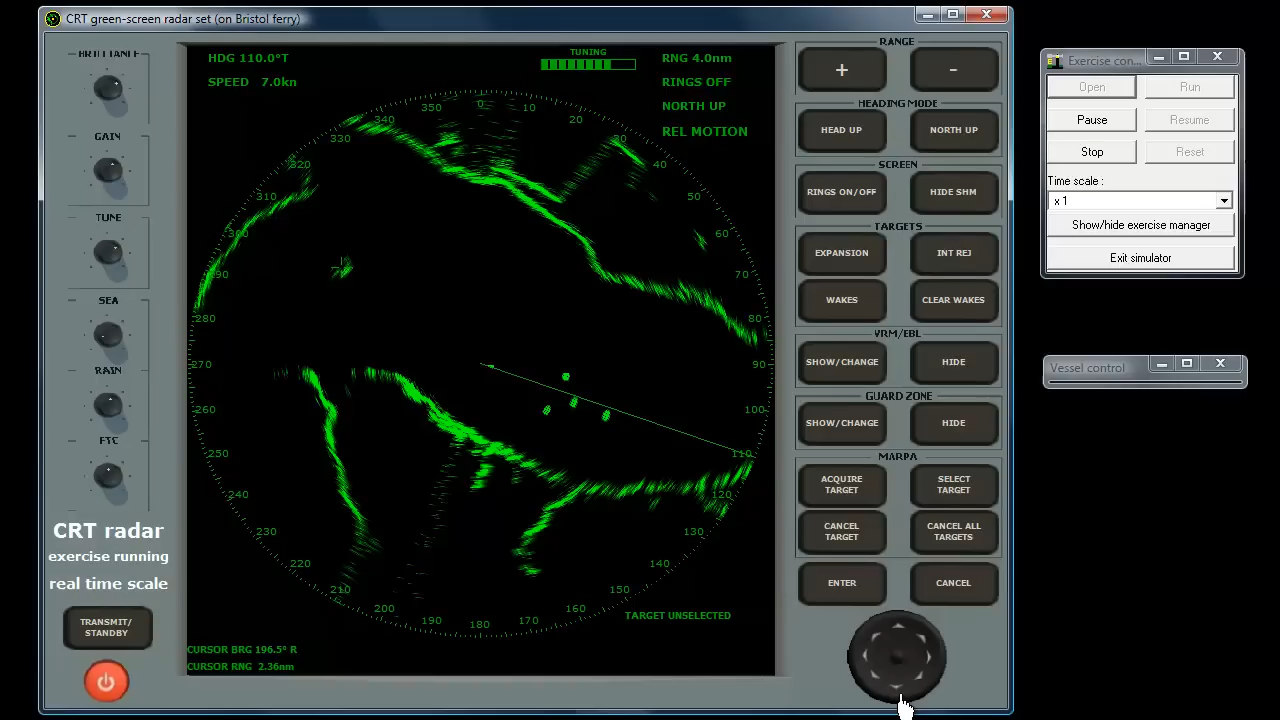 CRT green-screen radar set (on Bristol ferry)
BRILLIANCE
GAIN
TUNE
SEA
RAIN
FTC
CRT radar
exercise running
real time scale
TRANSMIT/
STANDBY
HDG 110.0°T
SPEED 7.0kn
TUNING
RNG 4.0nm
RINGS OFF
NORTH UP
REL MOTION
350 0 10
340 20
330 30
320 40
310 50
300 60
290 70
280 80
270 90
260 100
250 110
240 120
230 130
220 140
210 150
200 160
190 180 170
TARGET UNSELECTED
CURSOR BRG 196.5° R
CURSOR RNG 2.36nm
RANGE
+ -
HEADING MODE
HEAD UP NORTH UP
SCREEN
RINGS ON/OFF HIDE SHM
TARGETS
EXPANSION INT REJ
WAKES CLEAR WAKES
VRM/EBL
SHOW/CHANGE HIDE
GUARD ZONE
SHOW/CHANGE HIDE
MARPA
ACQUIRE
TARGET
SELECT
TARGET
CANCEL
TARGET
CANCEL ALL
TARGETS
ENTER CANCEL
Exercise con...
Open Run
Pause Resume
Stop Reset
Time scale :
x 1
Show/hide exercise manager
Exit simulator
Vessel control